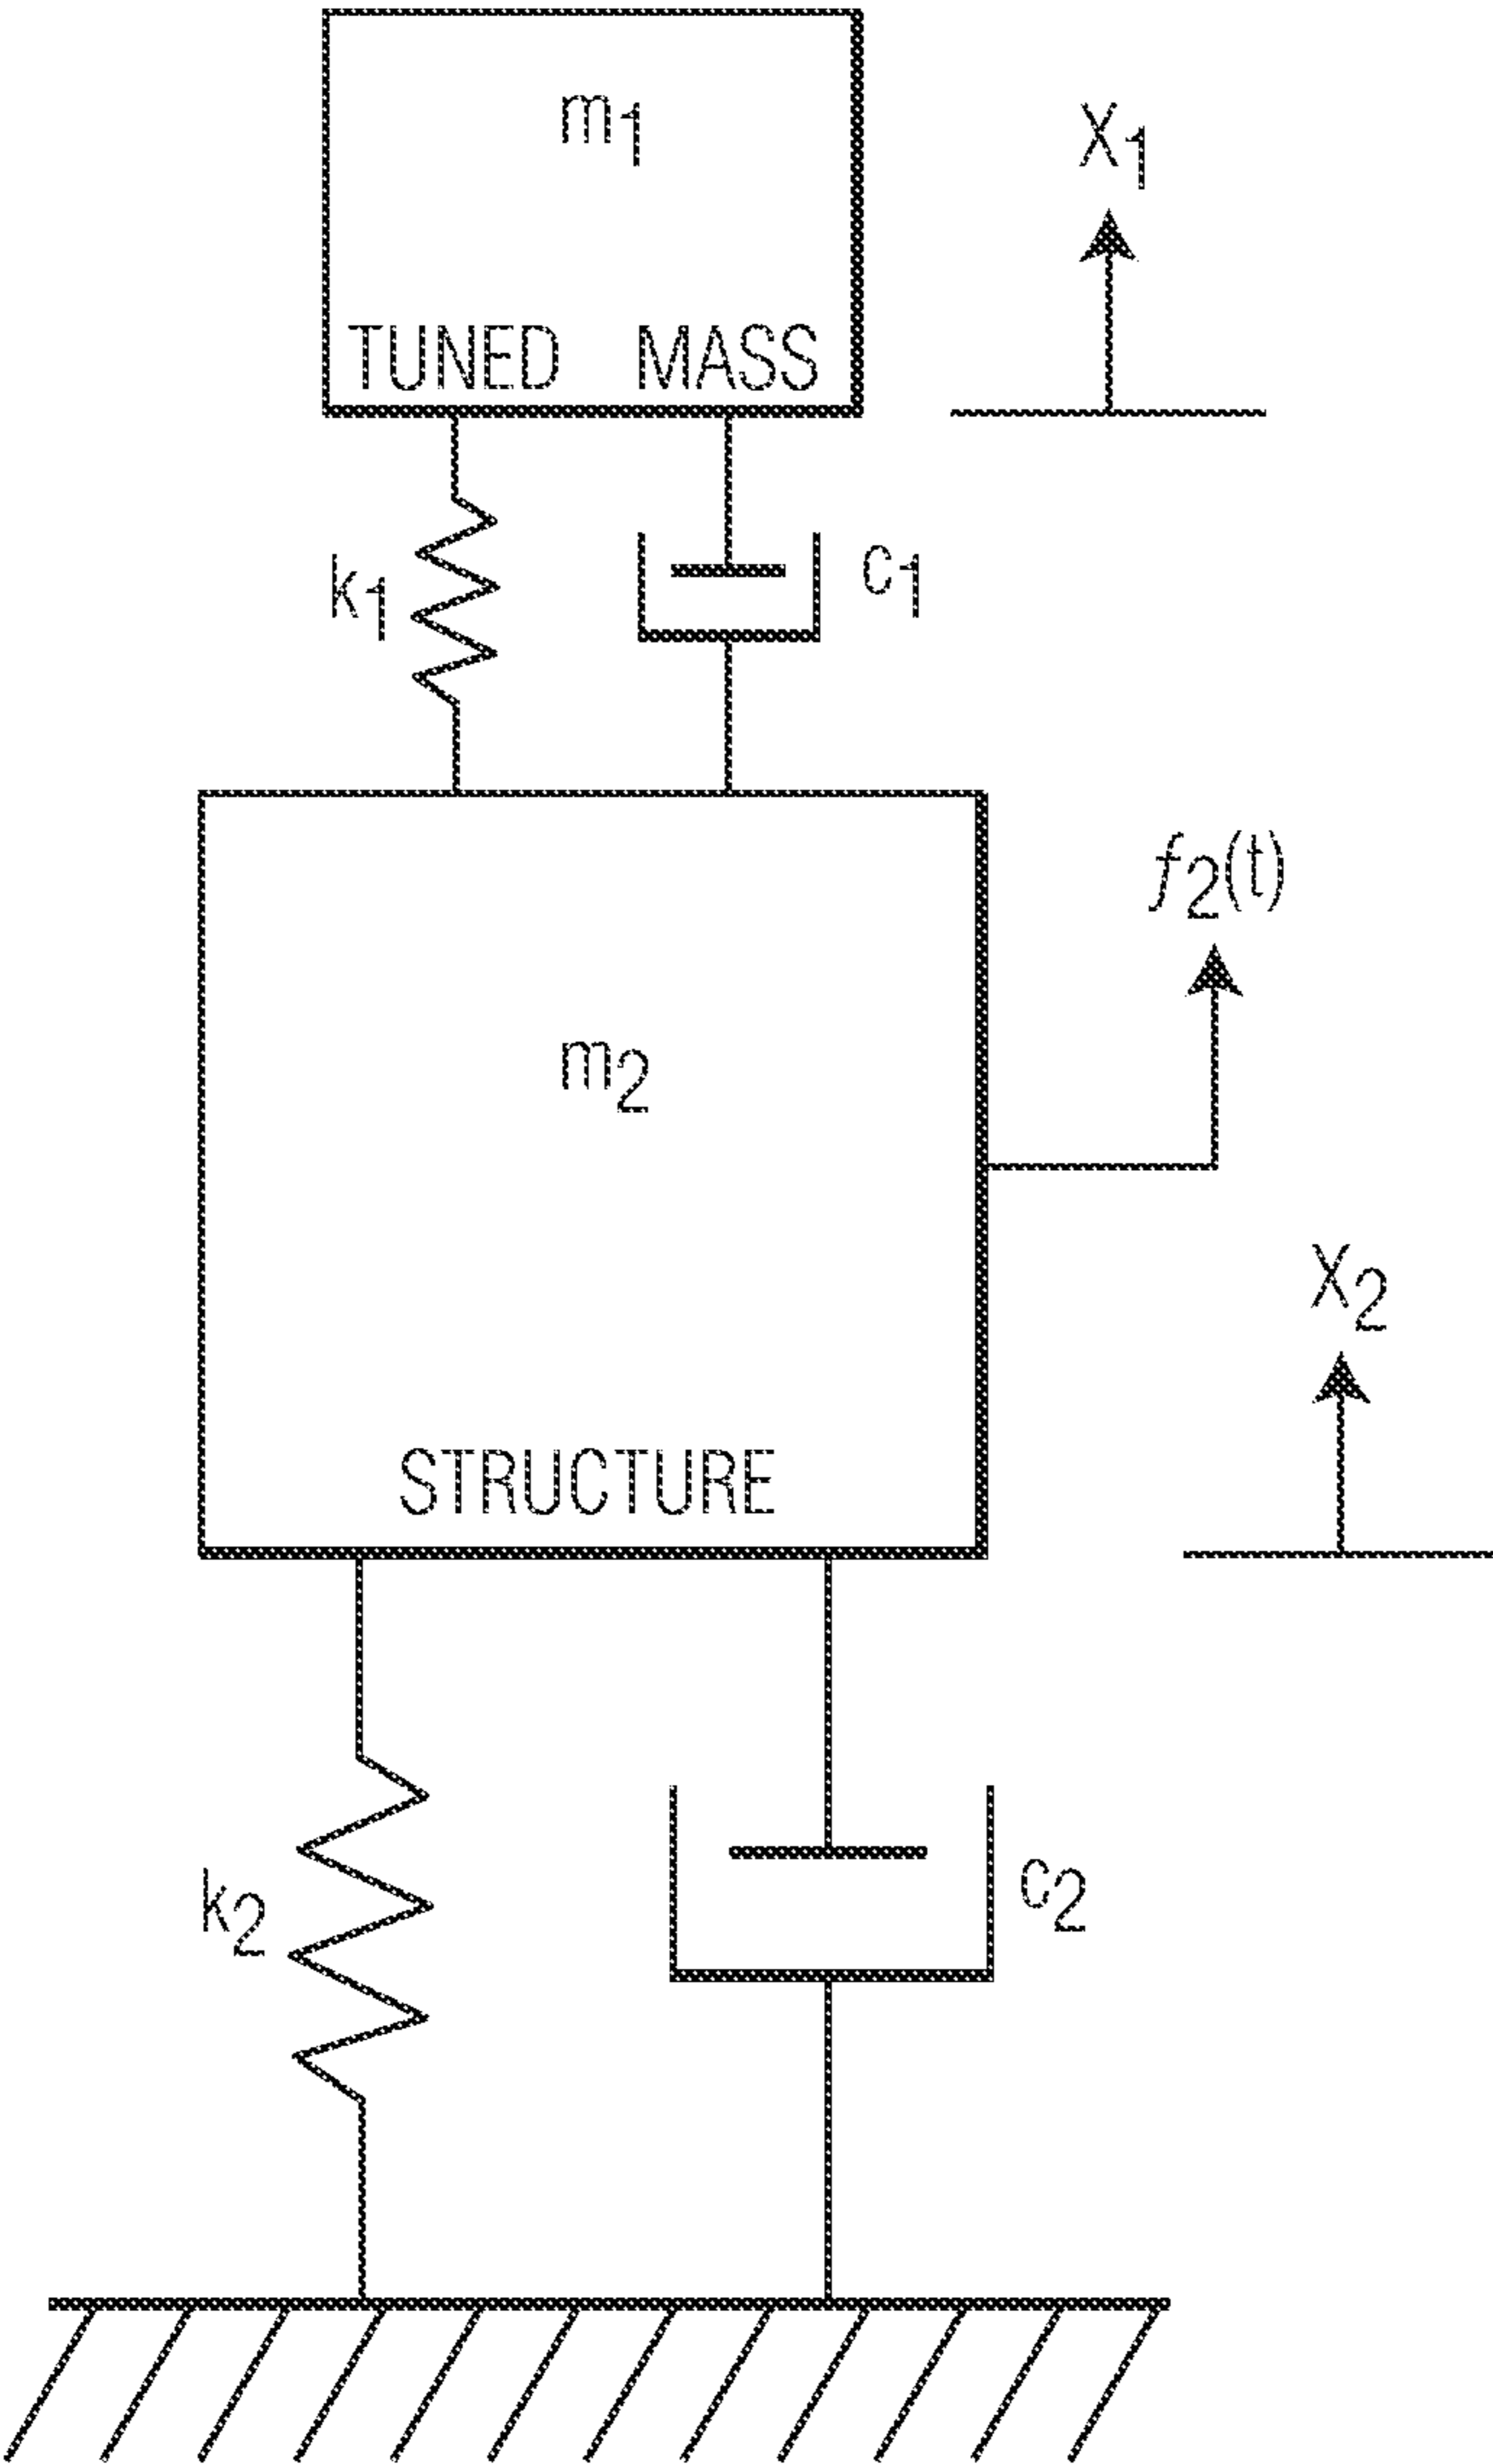 m1
X1
TUNED MASS
k1
c1
f2(t)
m2
X2
STRUCTURE
k2
c2